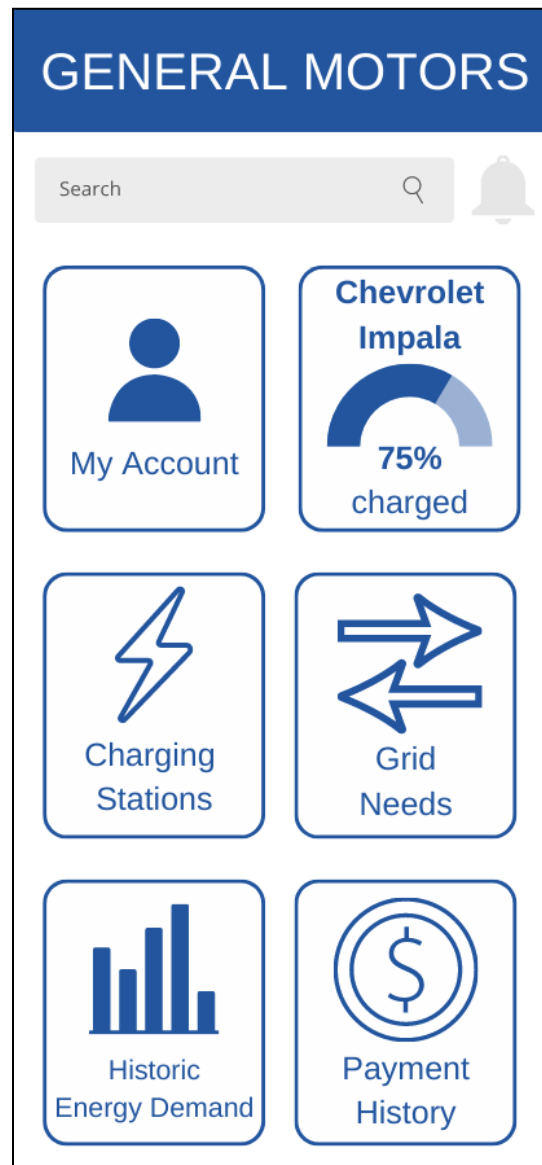 GENERAL MOTORS
Search
My Account
Chevrolet
Impala
75%
charged
Charging
Stations
Grid
Needs
Historic
Energy Demand
$
Payment
History